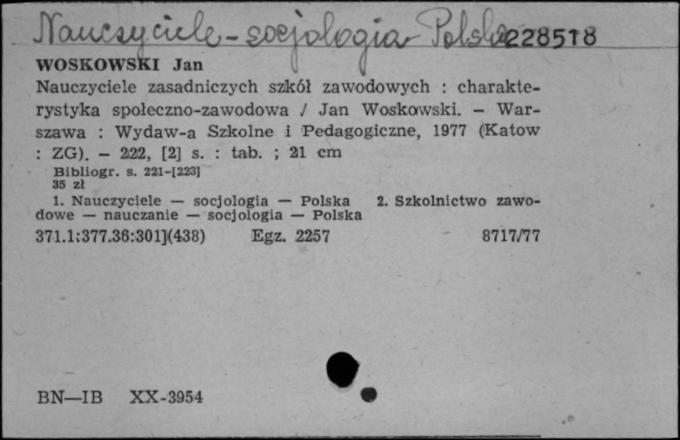 Nauczyciele - socjologia - Polska 228518
WOSKOWSKI Jan
Nauczyciele zasadniczych szkół zawodowych : charakte-
rystyka społeczno-zawodowa / Jan Woskowski. — War-
szawa : Wydaw-a Szkolne i Pedagogiczne, 1977 (Katow
: ZG). — 222, [2] s. : tab. ; 21 cm
Bibliogr. s. 221-[223]
35 zł
1. Nauczyciele — socjologia — Polska 2. Szkolnictwo zawo-
dowe — nauczanie — socjologia — Polska
371.1:377.36:301](438) Egz. 2257 8717/77
BN—IB XX-3954